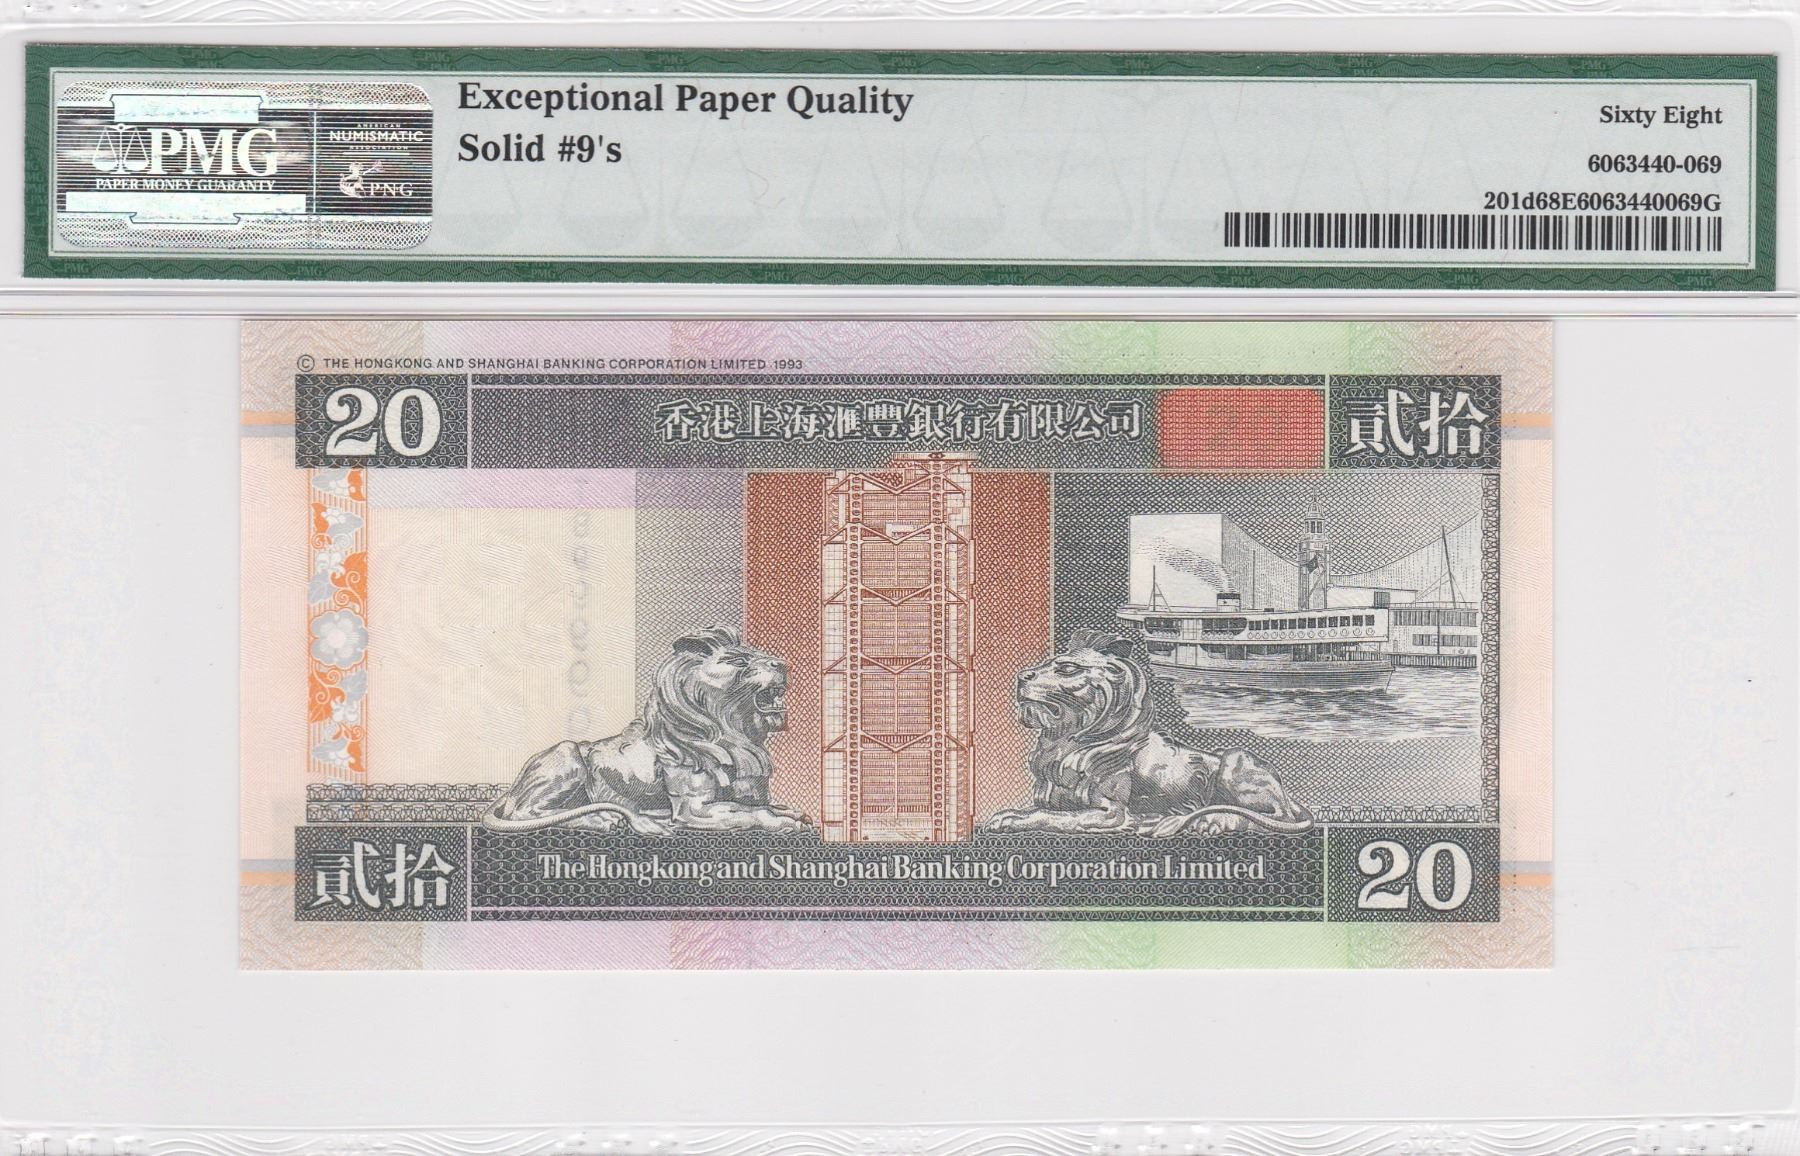 PMG
PAPER MONEY GUARANTY
AMERICAN
NUMISMATIC
ASSOCIATION
PNG
Exceptional Paper Quality
Solid #9's
Sixty Eight
6063440-069
201d68E6063440069G
© THE HONGKONG AND SHANGHAI BANKING CORPORATION LIMITED 1993
20
香港上海滙豐銀行有限公司
貳拾
貳拾
The Hongkong and Shanghai Banking Corporation Limited
20